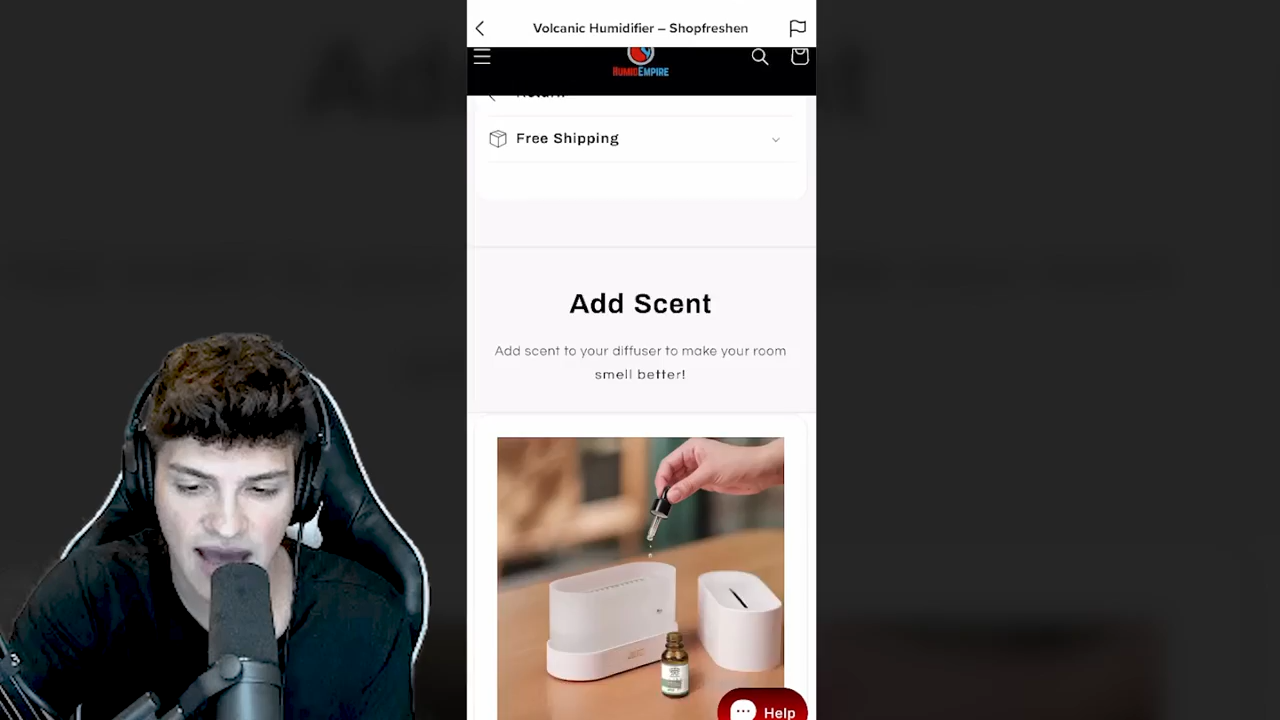 Volcanic Humidifier – Shopfreshen
HUMIDEMPIRE
Return
Free Shipping
Add Scent
Add scent to your diffuser to make your room
smell better!
Help